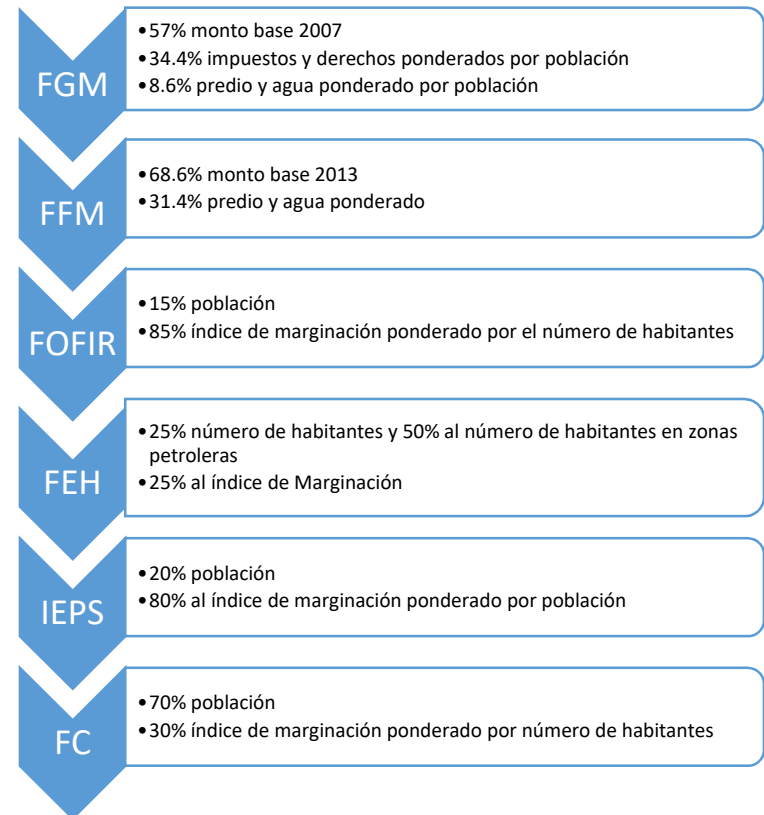 FGM
•57% monto base 2007
•34.4% impuestos y derechos ponderados por población
•8.6% predio y agua ponderado por población
FFM
•68.6% monto base 2013
•31.4% predio y agua ponderado
FOFIR
•15% población
•85% índice de marginación ponderado por el número de habitantes
FEH
•25% número de habitantes y 50% al número de habitantes en zonas
petroleras
•25% al índice de Marginación
IEPS
•20% población
•80% al índice de marginación ponderado por población
FC
•70% población
•30% índice de marginación ponderado por número de habitantes